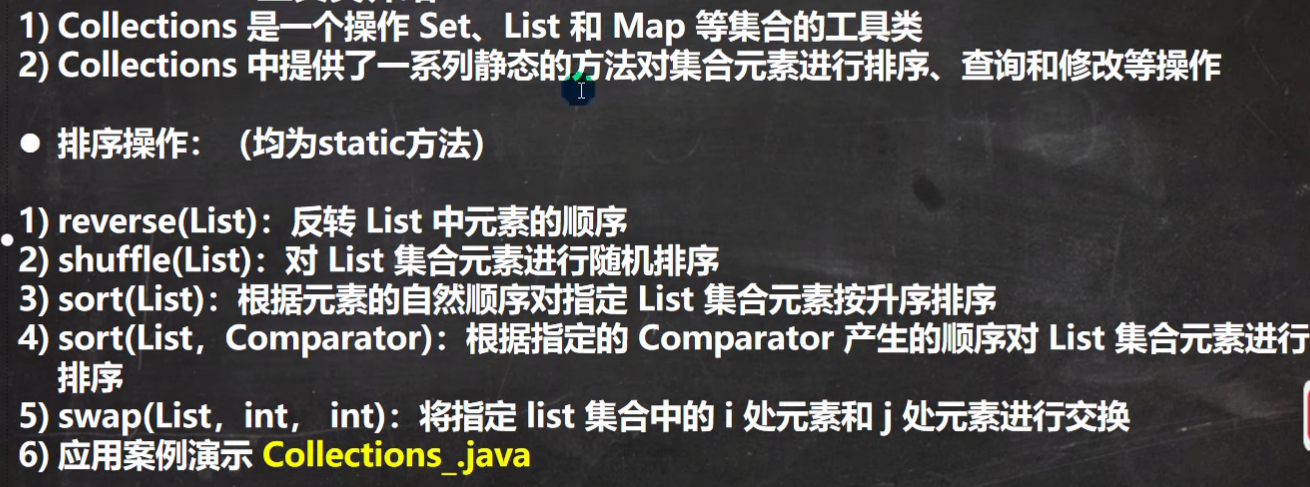 1) Collections 是一个操作 Set、List 和 Map 等集合的工具类
2) Collections 中提供了一系列静态的方法对集合元素进行排序、查询和修改等操作
● 排序操作：（均为static方法）
1) reverse(List)：反转 List 中元素的顺序
2) shuffle(List)：对 List 集合元素进行随机排序
3) sort(List)：根据元素的自然顺序对指定 List 集合元素按升序排序
4) sort(List，Comparator)：根据指定的 Comparator 产生的顺序对 List 集合元素进行
排序
5) swap(List，int， int)：将指定 list 集合中的 i 处元素和 j 处元素进行交换
6) 应用案例演示 Collections_.java